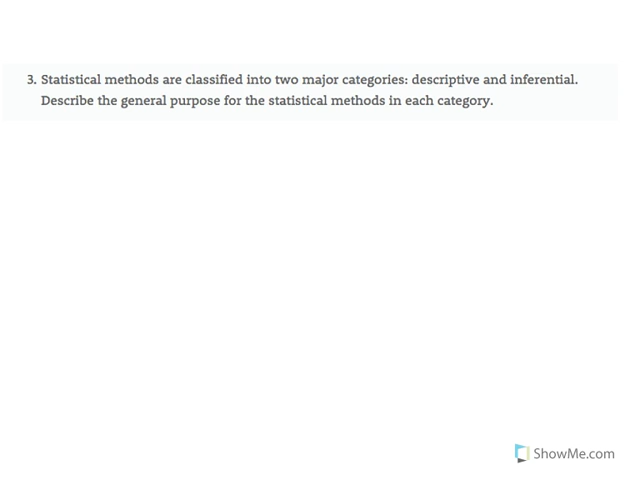 3. Statistical methods are classified into two major categories: descriptive and inferential.
Describe the general purpose for the statistical methods in each category.
ShowMe.com